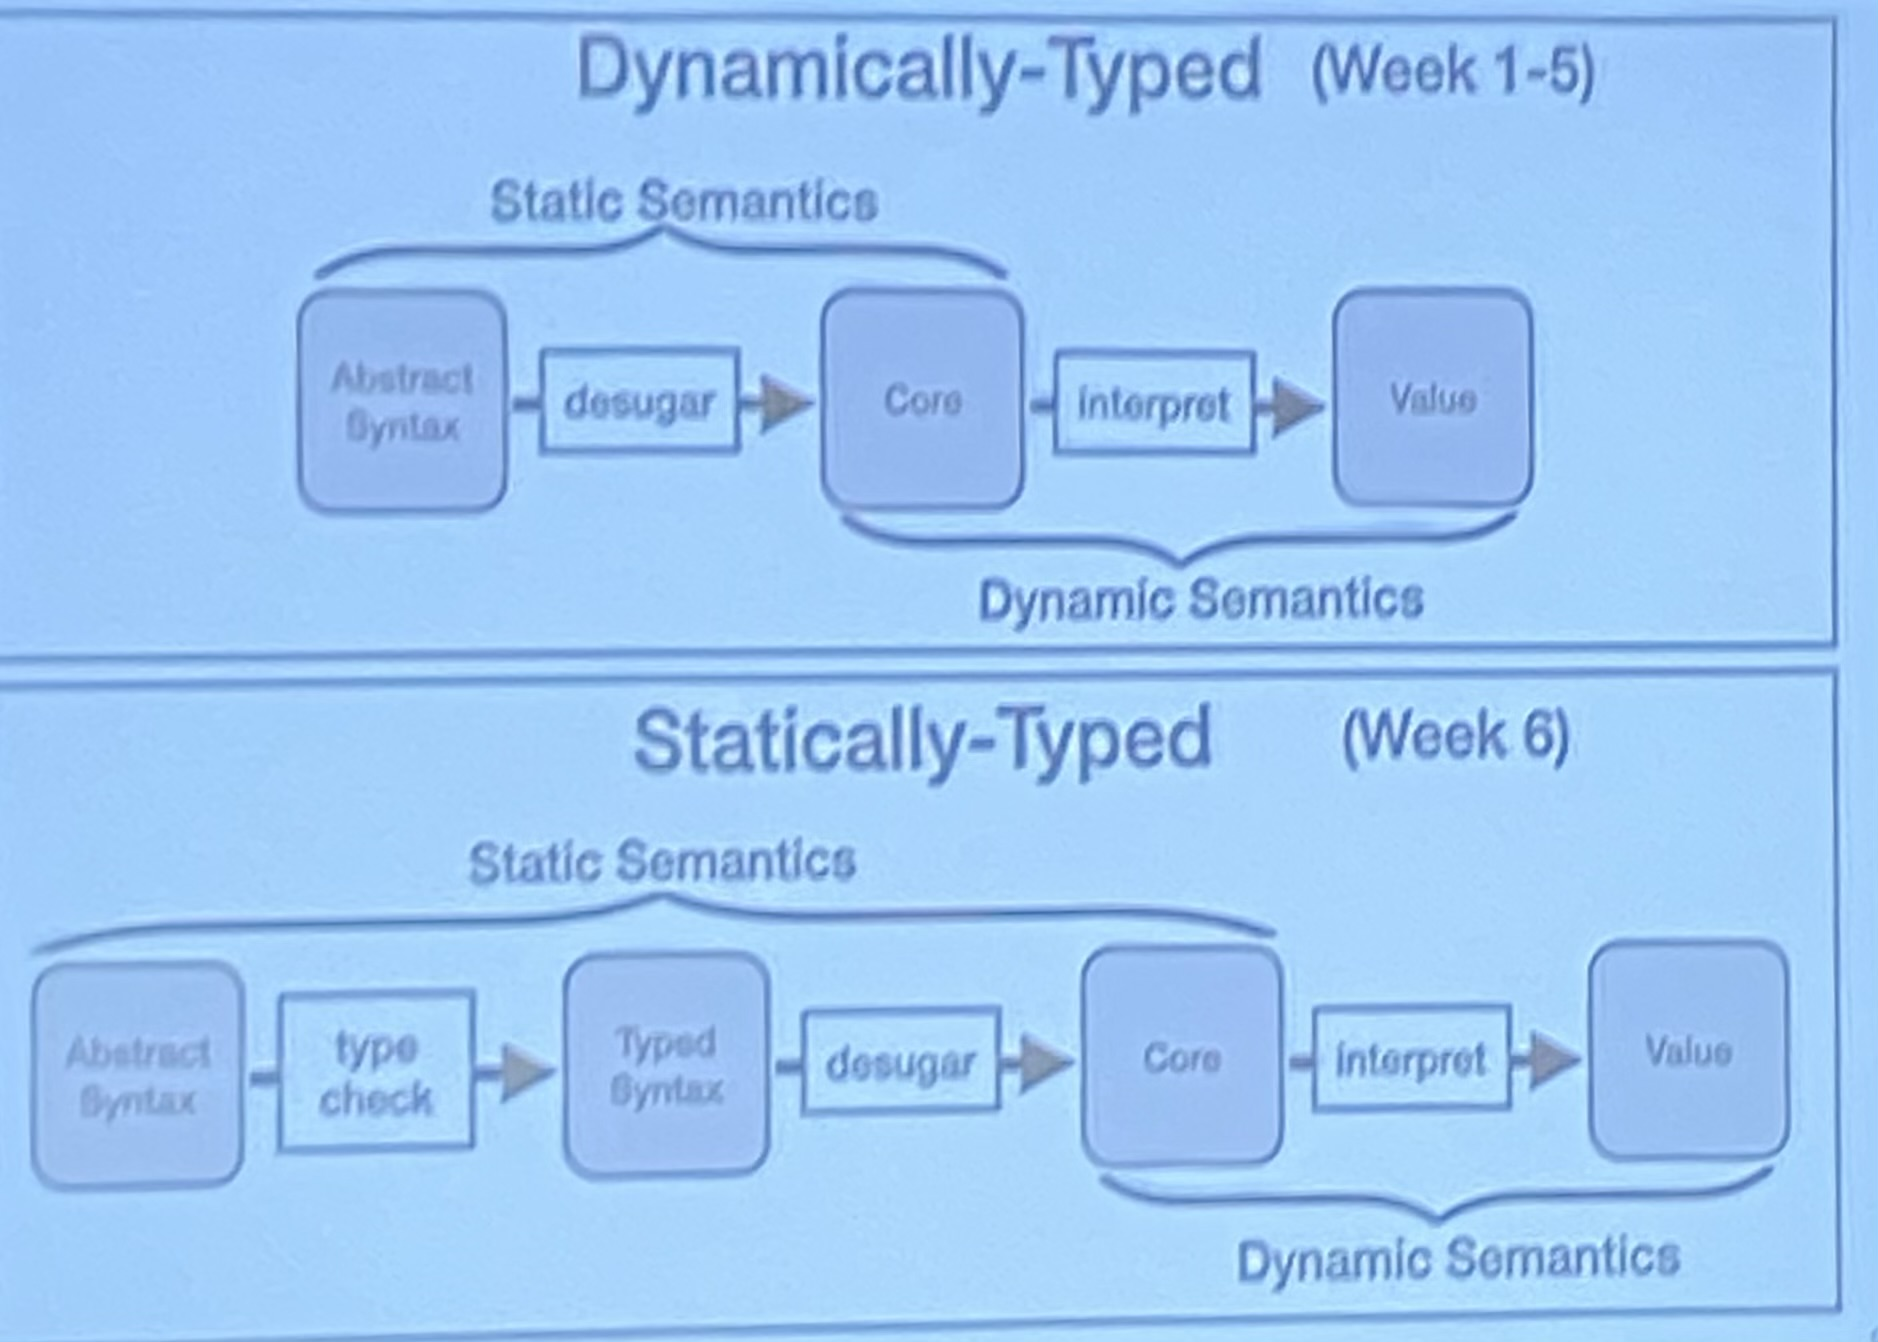 Dynamically-Typed (Week 1-5)
Static Semantics
Abstract
Syntax
desugar
Core
interpret
Value
Dynamic Semantics
Statically-Typed (Week 6)
Static Semantics
Abstract
Syntax
type
check
Typed
Syntax
desugar
Core
interpret
Value
Dynamic Semantics